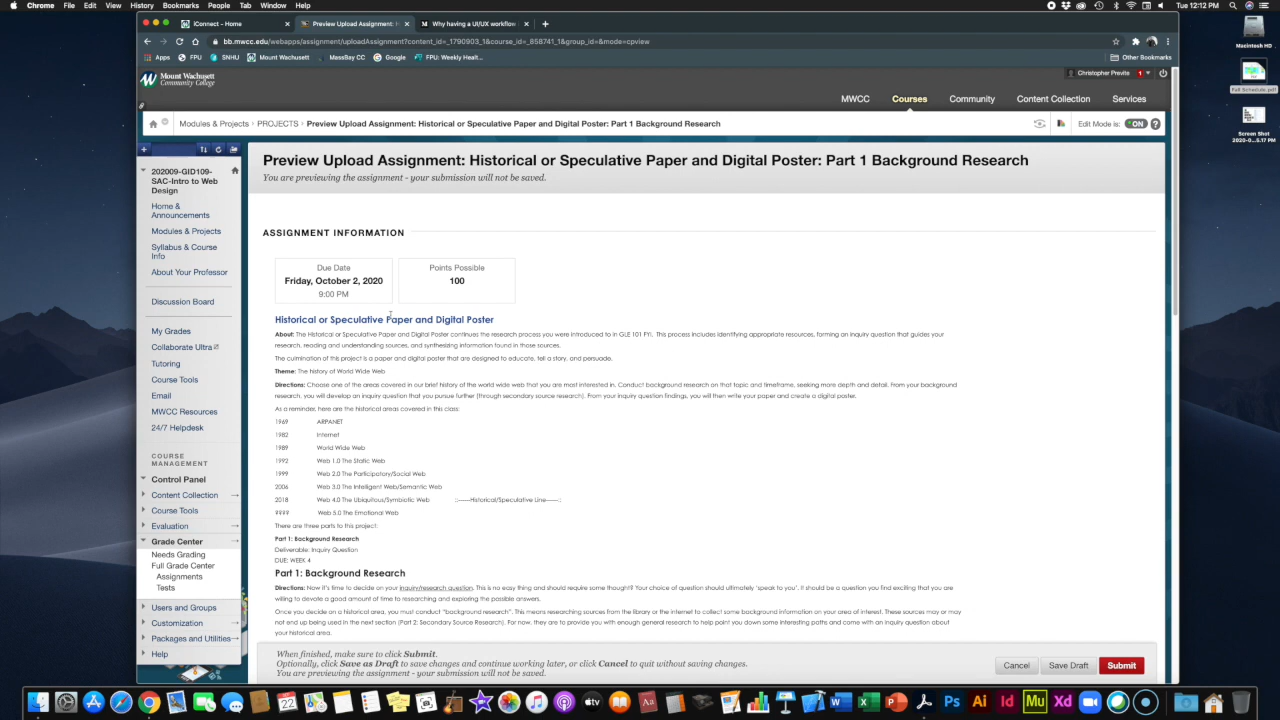 Chrome File Edit View History Bookmarks People Tab Window Help
Tue 12:12 PM
iConnect – Home
Preview Upload Assignment: H
Why having a UI/UX workflow
bb.mwcc.edu/webapps/assignment/uploadAssignment?content_id=_1790903_1&course_id=_858741_1&group_id=&mode=cpview
Apps FPU SNHU Mount Wachusett MassBay CC Google FPU: Weekly Healt... Other Bookmarks
Macintosh HD
Full Schedule.pdf
Screen Shot
2020-0...5.17 PM
Mount Wachusett
Community College
Christopher Previte 1
MWCC Courses Community Content Collection Services
Modules & Projects PROJECTS Preview Upload Assignment: Historical or Speculative Paper and Digital Poster: Part 1 Background Research
Edit Mode is: ON ?
202009-GID109-
SAC-Intro to Web
Design
Home &
Announcements
Modules & Projects
Syllabus & Course
Info
About Your Professor
Discussion Board
My Grades
Collaborate Ultra
Tutoring
Course Tools
Email
MWCC Resources
24/7 Helpdesk
COURSE
MANAGEMENT
Control Panel
Content Collection
Course Tools
Evaluation
Grade Center
Needs Grading
Full Grade Center
Assignments
Tests
Users and Groups
Customization
Packages and Utilities
Help
Preview Upload Assignment: Historical or Speculative Paper and Digital Poster: Part 1 Background Research
You are previewing the assignment - your submission will not be saved.
ASSIGNMENT INFORMATION
Due Date
Friday, October 2, 2020
9:00 PM
Points Possible
100
Historical or Speculative Paper and Digital Poster
About: The Historical or Speculative Paper and Digital Poster continues the research process you were introduced to in GLE 101 FYI. This process includes identifying appropriate resources, forming an inquiry question that guides your
research, reading and understanding sources, and synthesizing information found in those sources.
The culmination of this project is a paper and digital poster that are designed to educate, tell a story, and persuade.
Theme: The history of World Wide Web
Directions: Choose one of the areas covered in our brief history of the world wide web that you are most interested in. Conduct background research on that topic and timeframe, seeking more depth and detail. From your background
research, you will develop an inquiry question that you pursue further (through secondary source research). From your inquiry question findings, you will then write your paper and create a digital poster.
As a reminder, here are the historical areas covered in this class:
1969 ARPANET
1982 Internet
1989 World Wide Web
1992 Web 1.0 The Static Web
1999 Web 2.0 The Participatory/Social Web
2006 Web 3.0 The Intelligent Web/Semantic Web
2018 Web 4.0 The Ubiquitous/Symbiotic Web ;:------Historical/Speculative Line------:;
???? Web 5.0 The Emotional Web
There are three parts to this project:
Part 1: Background Research
Deliverable: Inquiry Question
DUE: WEEK 4
Part 1: Background Research
Directions: Now it's time to decide on your inquiry/research question. This is no easy thing and should require some thought? Your choice of question should ultimately 'speak to you'. It should be a question you find exciting that you are
willing to devote a good amount of time to researching and exploring the possible answers.
Once you decide on a historical area, you must conduct "background research". This means researching sources from the library or the internet to collect some background information on your area of interest. These sources may or may
not end up being used in the next section (Part 2: Secondary Source Research). For now, they are to provide you with enough general research to help point you down some interesting paths and come with an inquiry question about
your historical area.
When finished, make sure to click Submit.
Optionally, click Save as Draft to save changes and continue working later, or click Cancel to quit without saving changes.
You are previewing the assignment - your submission will not be saved.
Cancel Save Draft Submit